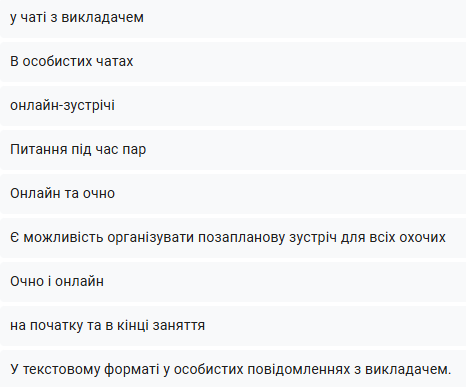 у чаті з викладачем
В особистих чатах
онлайн-зустрічі
Питання під час пар
Онлайн та очно
Є можливість організувати позапланову зустріч для всіх охочих
Очно і онлайн
на початку та в кінці заняття
У текстовому форматі у особистих повідомленнях з викладачем.